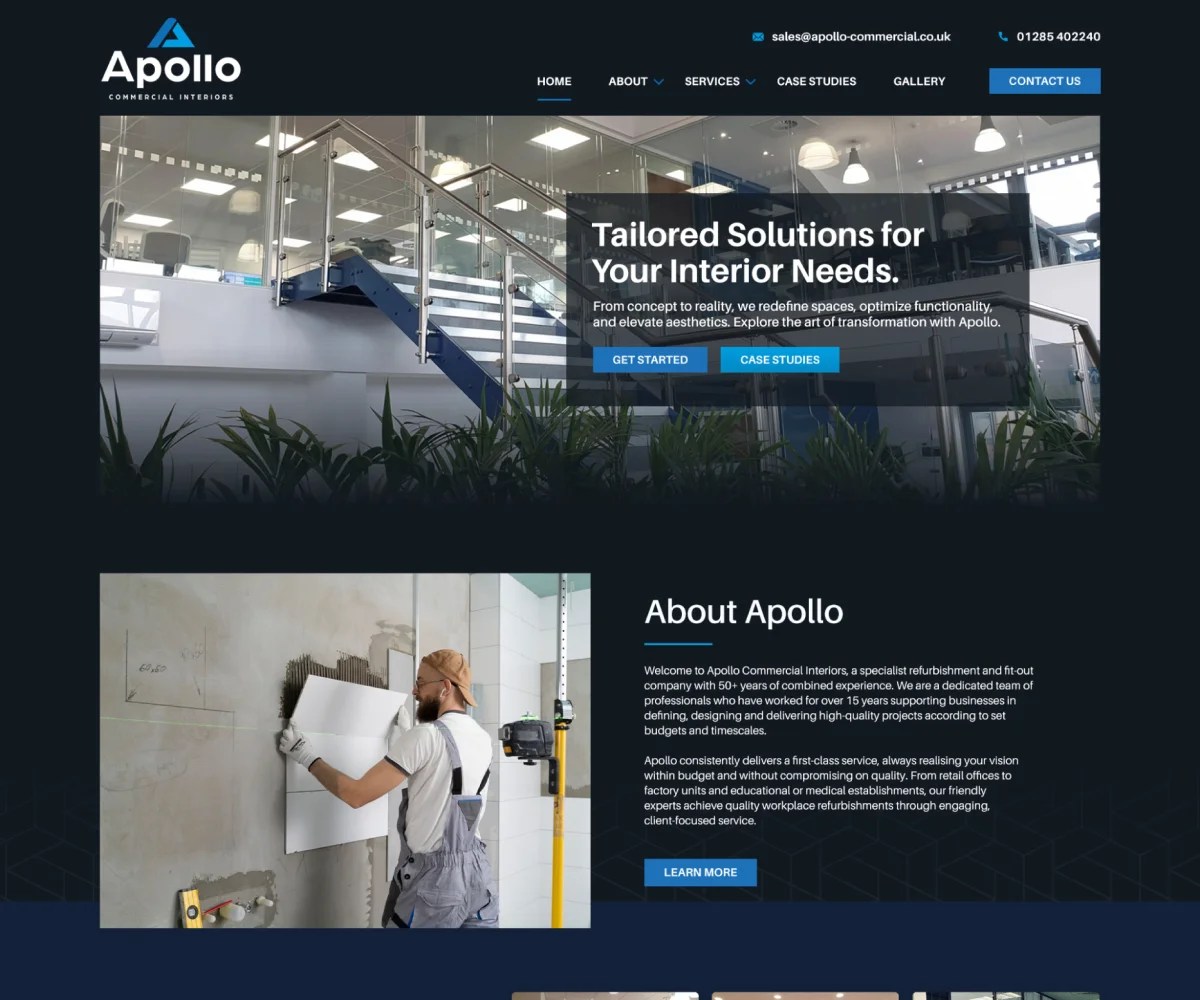 Apollo
COMMERCIAL INTERIORS
sales@apollo-commercial.co.uk
01285 402240
HOME
ABOUT
SERVICES
CASE STUDIES
GALLERY
CONTACT US
Tailored Solutions for
Your Interior Needs.
From concept to reality, we redefine spaces, optimize functionality,
and elevate aesthetics. Explore the art of transformation with Apollo.
GET STARTED
CASE STUDIES
60x60
About Apollo
Welcome to Apollo Commercial Interiors, a specialist refurbishment and fit-out
company with 50+ years of combined experience. We are a dedicated team of
professionals who have worked for over 15 years supporting businesses in
defining, designing and delivering high-quality projects according to set
budgets and timescales.
Apollo consistently delivers a first-class service, always realising your vision
within budget and without compromising on quality. From retail offices to
factory units and educational or medical establishments, our friendly
experts achieve quality workplace refurbishments through engaging,
client-focused service.
LEARN MORE